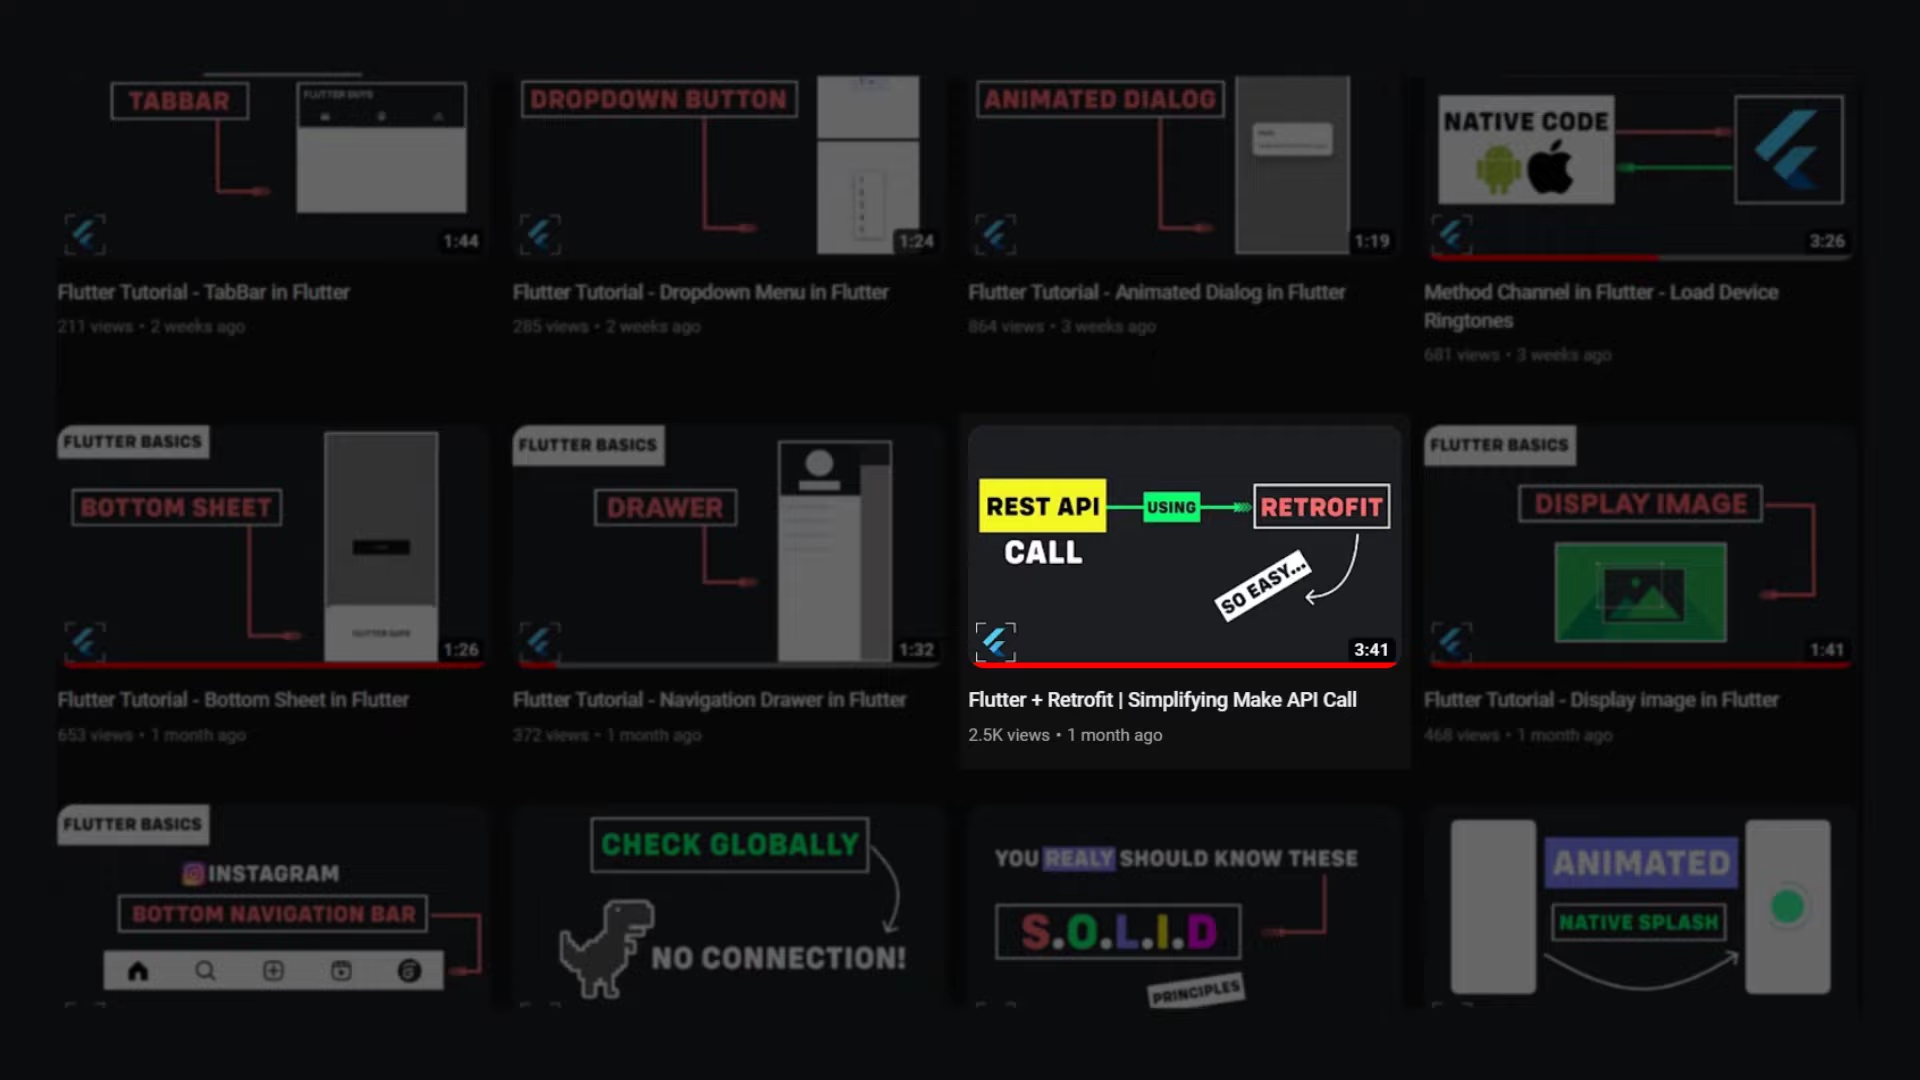 TABBAR
FLUTTER GUYS
1:44
Flutter Tutorial - TabBar in Flutter
211 views • 2 weeks ago
DROPDOWN BUTTON
1:24
Flutter Tutorial - Dropdown Menu in Flutter
285 views • 2 weeks ago
ANIMATED DIALOG
1:19
Flutter Tutorial - Animated Dialog in Flutter
864 views • 3 weeks ago
NATIVE CODE
3:26
Method Channel in Flutter - Load Device
Ringtones
681 views • 3 weeks ago
FLUTTER BASICS
BOTTOM SHEET
FLUTTER GUYS
1:26
Flutter Tutorial - Bottom Sheet in Flutter
653 views • 1 month ago
FLUTTER BASICS
DRAWER
1:32
Flutter Tutorial - Navigation Drawer in Flutter
372 views • 1 month ago
REST API USING RETROFIT
CALL
SO EASY...
3:41
Flutter + Retrofit | Simplifying Make API Call
2.5K views • 1 month ago
FLUTTER BASICS
DISPLAY IMAGE
1:41
Flutter Tutorial - Display image in Flutter
468 views • 1 month ago
FLUTTER BASICS
INSTAGRAM
BOTTOM NAVIGATION BAR
CHECK GLOBALLY
NO CONNECTION!
YOU REALY SHOULD KNOW THESE
S.O.L.I.D
PRINCIPLES
ANIMATED
NATIVE SPLASH